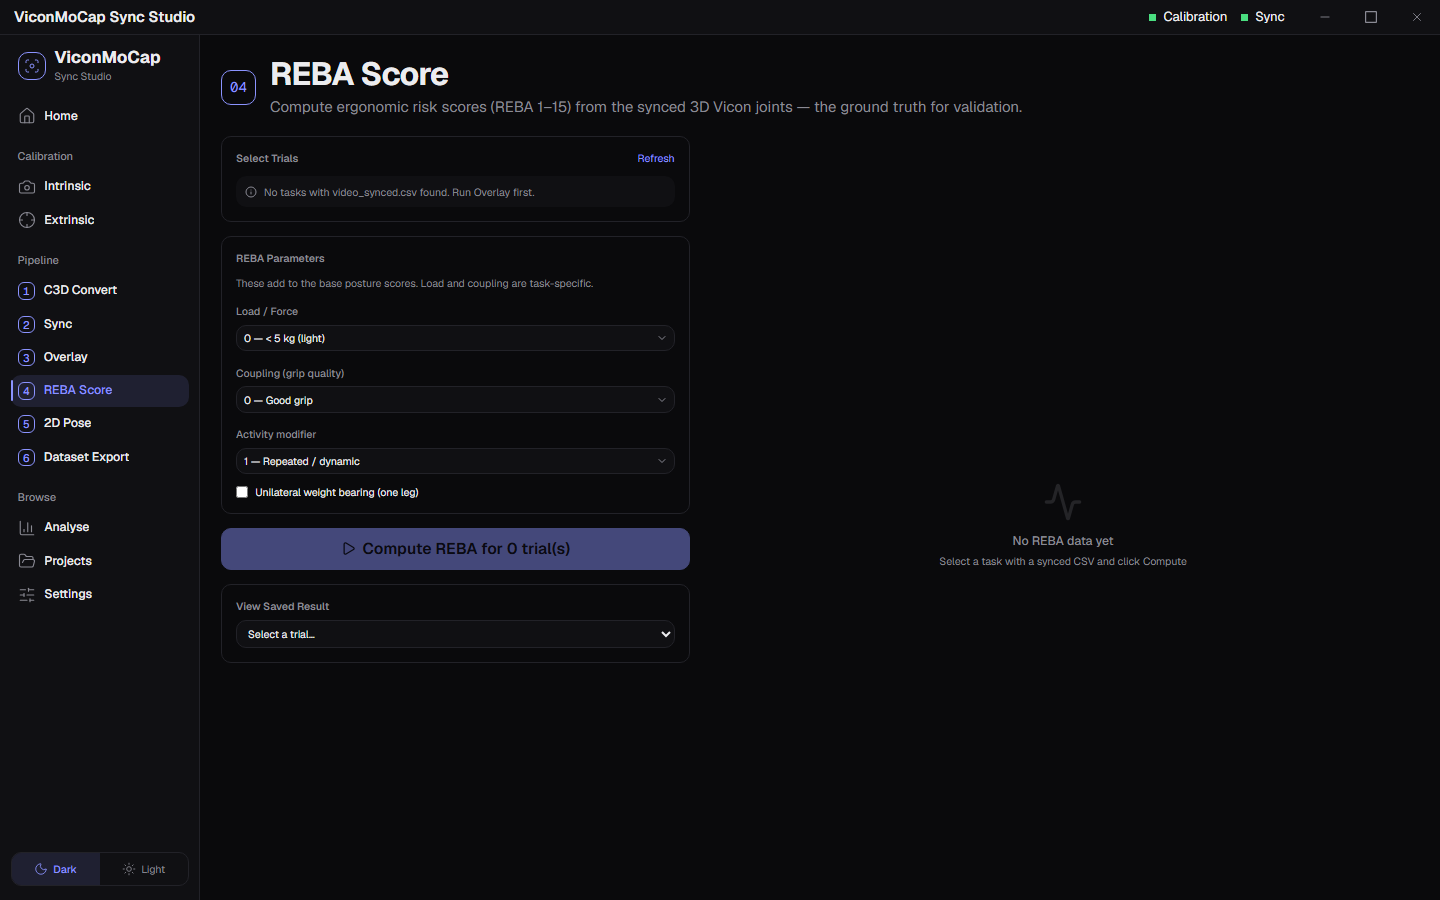 ViconMoCap Sync Studio
Calibration
Sync
ViconMoCap
Sync Studio
Home
Calibration
Intrinsic
Extrinsic
Pipeline
1 C3D Convert
2 Sync
3 Overlay
4 REBA Score
5 2D Pose
6 Dataset Export
Browse
Analyse
Projects
Settings
Dark
Light
04
REBA Score
Compute ergonomic risk scores (REBA 1–15) from the synced 3D Vicon joints — the ground truth for validation.
Select Trials
Refresh
No tasks with video_synced.csv found. Run Overlay first.
REBA Parameters
These add to the base posture scores. Load and coupling are task-specific.
Load / Force
0 — < 5 kg (light)
Coupling (grip quality)
0 — Good grip
Activity modifier
1 — Repeated / dynamic
Unilateral weight bearing (one leg)
Compute REBA for 0 trial(s)
View Saved Result
Select a trial...
No REBA data yet
Select a task with a synced CSV and click Compute